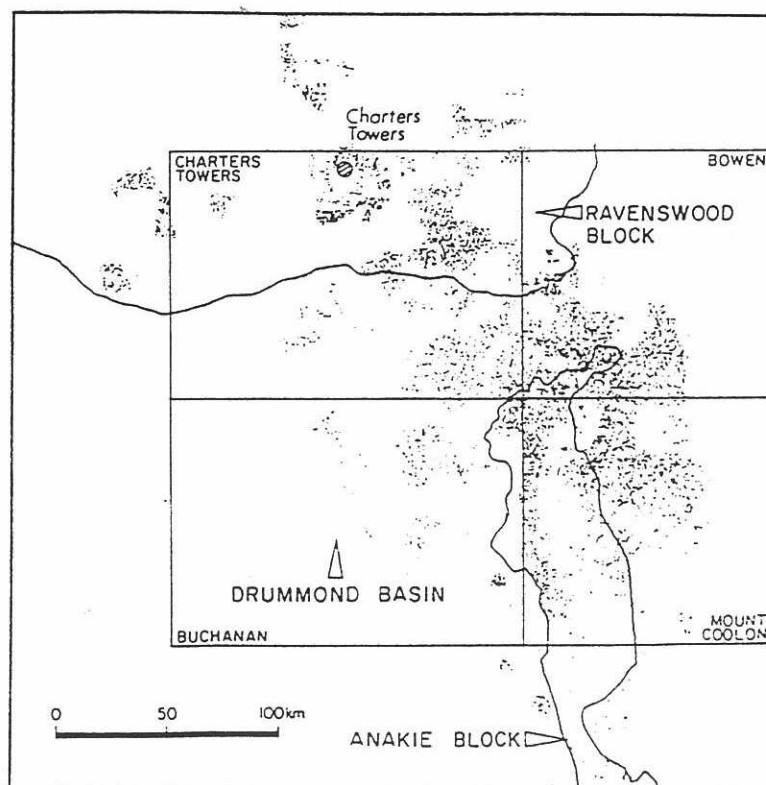 Charters
Towers
CHARTERS
TOWERS
BOWEN
RAVENSWOOD
BLOCK
DRUMMOND BASIN
BUCHANAN
MOUNT
COOLON
0 50 100km
ANAKIE BLOCK